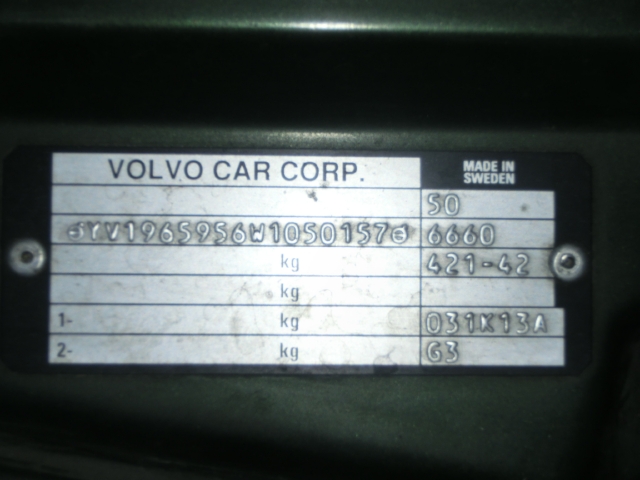 VOLVO CAR CORP. MADE IN SWEDEN
50
YV1965956W1050157 6660
kg 421-42
kg
1- kg 031K13A
2- kg G3